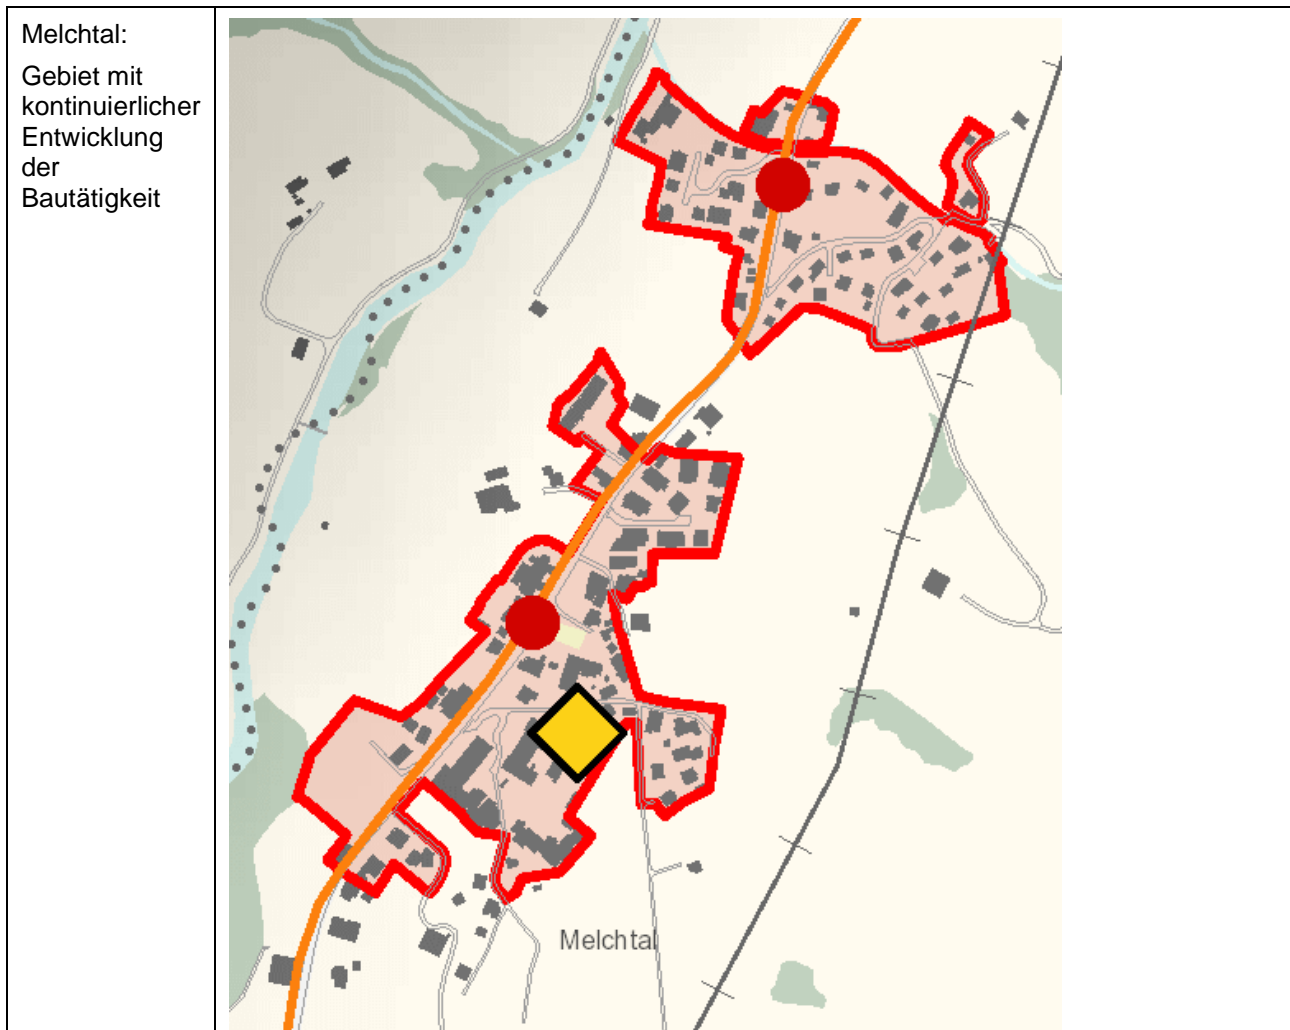 Melchtal:
Gebiet mit
kontinuierlicher
Entwicklung
der
Bautätigkeit
Melchtal